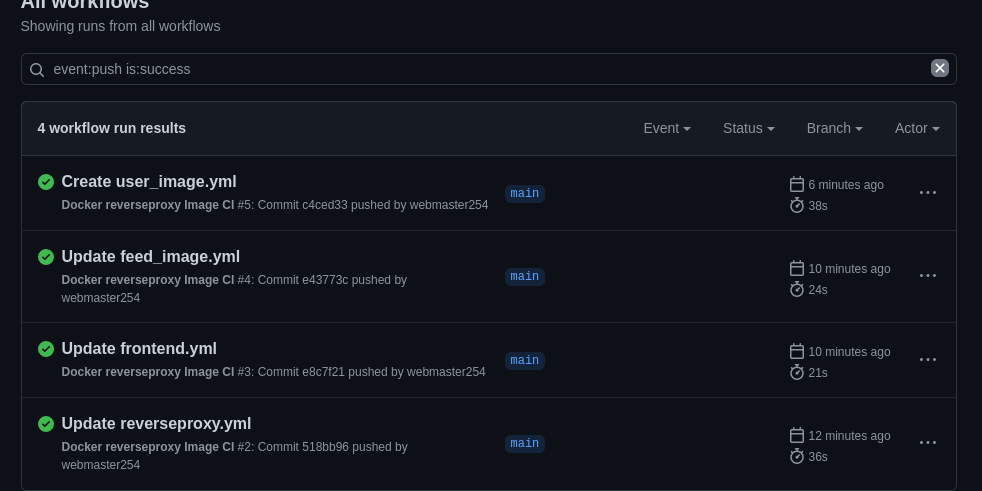 All workflows
Showing runs from all workflows
event:push is:success
4 workflow run results
Event
Status
Branch
Actor
Create user_image.yml
Docker reverseproxy Image CI #5: Commit c4ced33 pushed by webmaster254
main
6 minutes ago
38s
Update feed_image.yml
Docker reverseproxy Image CI #4: Commit e43773c pushed by
webmaster254
main
10 minutes ago
24s
Update frontend.yml
Docker reverseproxy Image CI #3: Commit e8c7f21 pushed by webmaster254
main
10 minutes ago
21s
Update reverseproxy.yml
Docker reverseproxy Image CI #2: Commit 518bb96 pushed by
webmaster254
main
12 minutes ago
36s